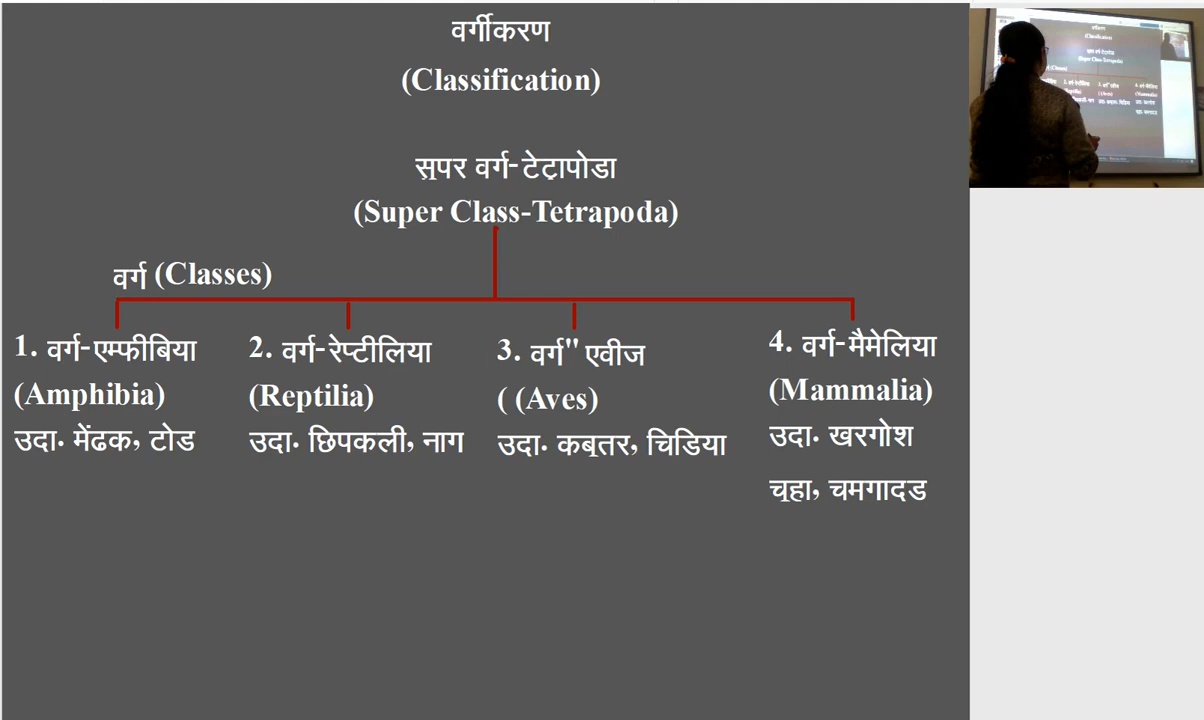 वर्गीकरण
(Classification)
सुपर वर्ग-टेट्रापोडा
(Super Class-Tetrapoda)
वर्ग (Classes)
1. वर्ग-एम्फीबिया
(Amphibia)
उदा. मेंढक, टोड
2. वर्ग-रेप्टीलिया
(Reptilia)
उदा. छिपकली, नाग
3. वर्ग" एवीज
( (Aves)
उदा. कबूतर, चिडिया
4. वर्ग-मैमेलिया
(Mammalia)
उदा. खरगोश
चूहा, चमगादड